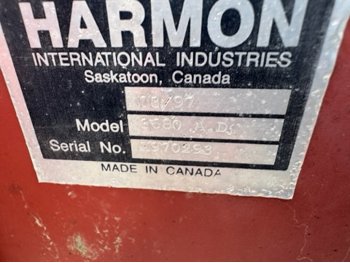 HARMON
INTERNATIONAL INDUSTRIES
Saskatoon, Canada
Model
Serial No.
MADE IN CANADA